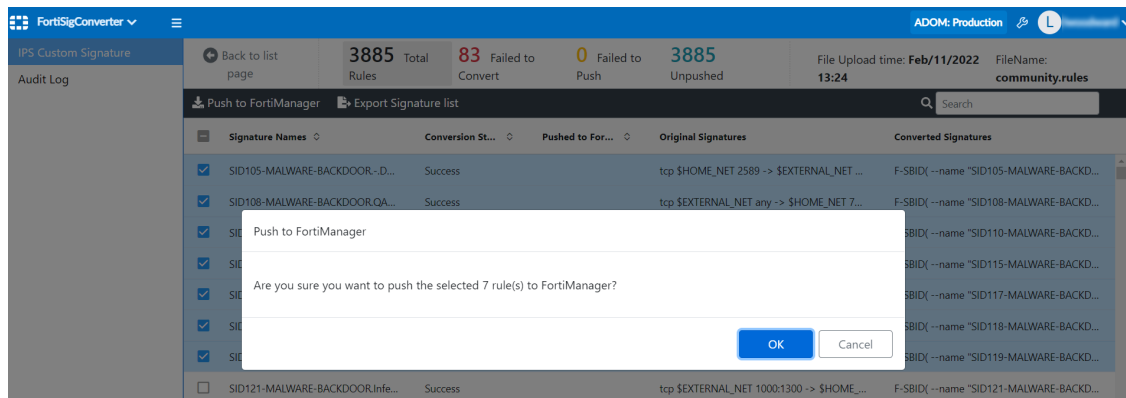 FortiSigConverter
ADOM: Production
L
IPS Custom Signature
Audit Log
Back to list page
3885 Total Rules
83 Failed to Convert
0 Failed to Push
3885 Unpushed
File Upload time: Feb/11/2022 13:24
FileName: community.rules
Push to FortiManager
Export Signature list
Search
Signature Names
Conversion St...
Pushed to For...
Original Signatures
Converted Signatures
SID105-MALWARE-BACKDOOR.-.D... Success tcp $HOME_NET 2589 -> $EXTERNAL_NET ... F-SBID( --name "SID105-MALWARE-BACKD...
SID108-MALWARE-BACKDOOR.QA... Success tcp $EXTERNAL_NET any -> $HOME_NET 7... F-SBID( --name "SID108-MALWARE-BACKD...
SBID( --name "SID110-MALWARE-BACKD...
SBID( --name "SID115-MALWARE-BACKD...
SBID( --name "SID117-MALWARE-BACKD...
SBID( --name "SID118-MALWARE-BACKD...
SBID( --name "SID119-MALWARE-BACKD...
Push to FortiManager
Are you sure you want to push the selected 7 rule(s) to FortiManager?
OK
Cancel
SID121-MALWARE-BACKDOOR.Infe... Success tcp $EXTERNAL_NET 1000:1300 -> $HOME_... F-SBID( --name "SID121-MALWARE-BACKD...